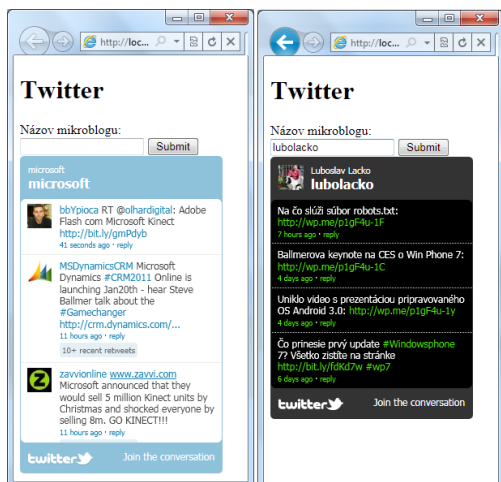 http://loc...
Twitter
Názov mikroblogu:
Submit
microsoft
microsoft
bbYpioca RT @olhardigital: Adobe
Flash com Microsoft Kinect
http://bit.ly/gmPdyb
41 seconds ago · reply
MSDynamicsCRM Microsoft
Dynamics #CRM2011 Online is
launching Jan20th - hear Steve
Ballmer talk about the
#Gamechanger
http://crm.dynamics.com/...
11 hours ago · reply
10+ recent retweets
zavvionline www.zavvi.com
Microsoft announced that they
would sell 5 million Kinect units by
Christmas and shocked everyone by
selling 8m. GO KINECT!!!
11 hours ago · reply
twitter
Join the conversation
http://loc...
Twitter
Názov mikroblogu:
lubolacko
Submit
Luboslav Lacko
lubolacko
Na čo slúži súbor robots.txt:
http://wp.me/p1gF4u-1F
7 hours ago · reply
Ballmerova keynote na CES o Win Phone 7:
http://wp.me/p1gF4u-1C
4 days ago · reply
Uniklo video s prezentáciou pripravovaného
OS Android 3.0: http://wp.me/p1gF4u-1y
4 days ago · reply
Čo prinesie prvý update #Windowsphone
7? Všetko zistíte na stránke
http://bit.ly/fdKd7w #wp7
6 days ago · reply
twitter
Join the conversation